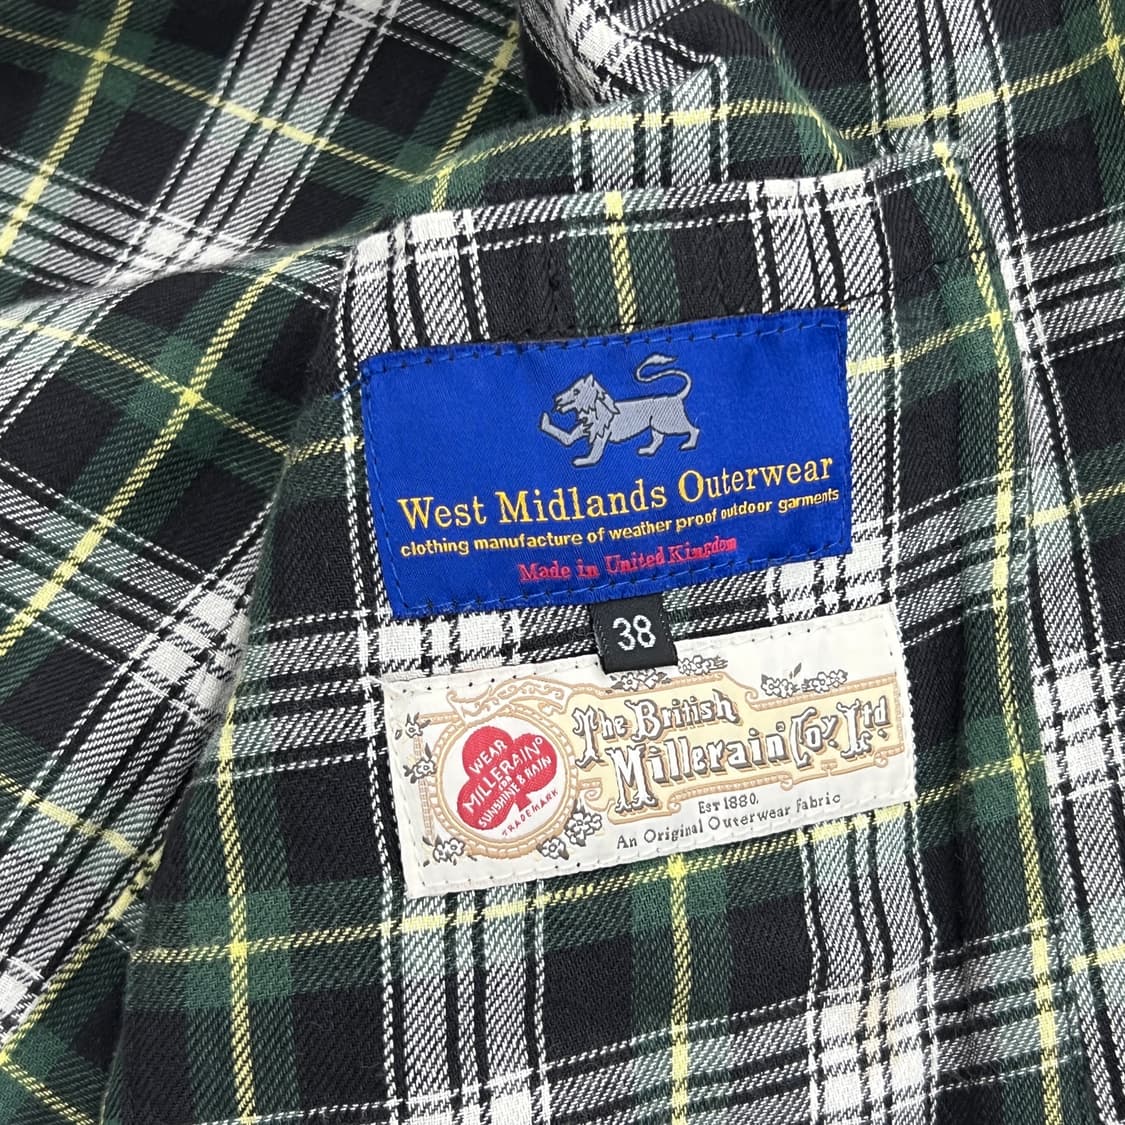 West Midlands Outerwear
clothing manufacture of weather proof outdoor garments
Made in United Kingdom
38
The British
Millerain Co. Ltd
WEAR
MILLERAIN
FOR
SUNSHINE & RAIN
TRADEMARK
EST 1880.
An Original Outerwear Fabric